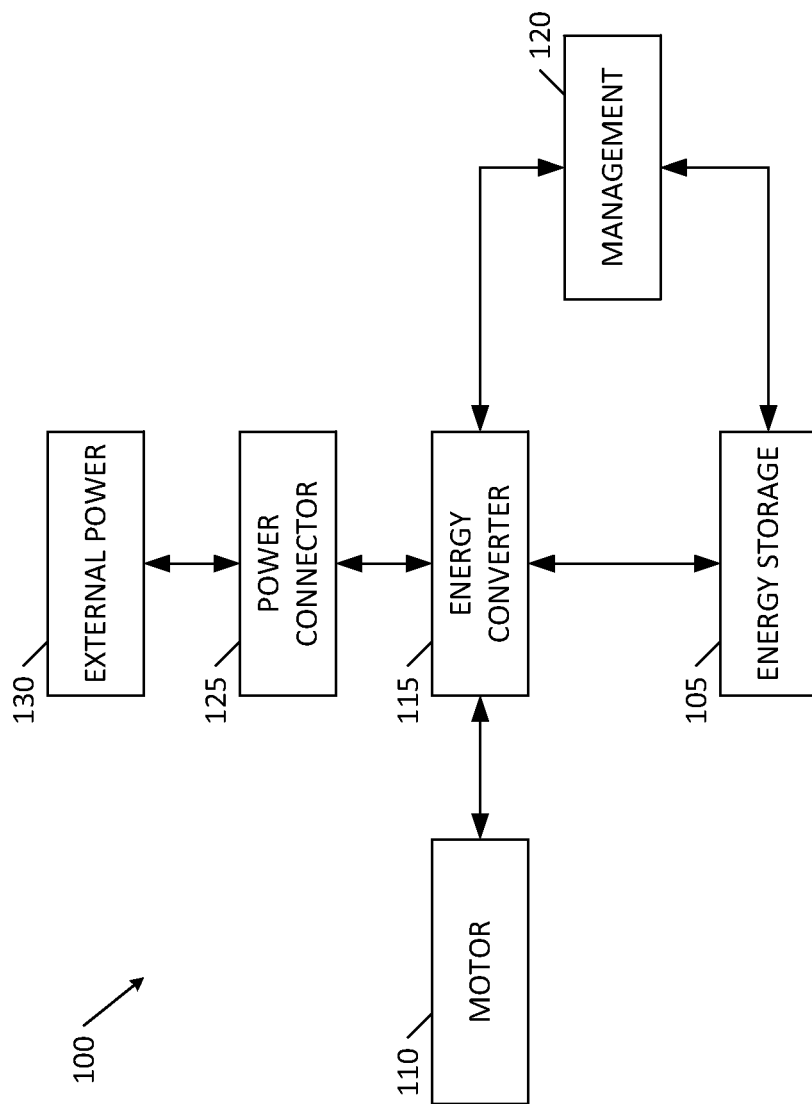 100
130
EXTERNAL POWER
125
POWER
CONNECTOR
110
MOTOR
115
ENERGY
CONVERTER
120
MANAGEMENT
105
ENERGY STORAGE